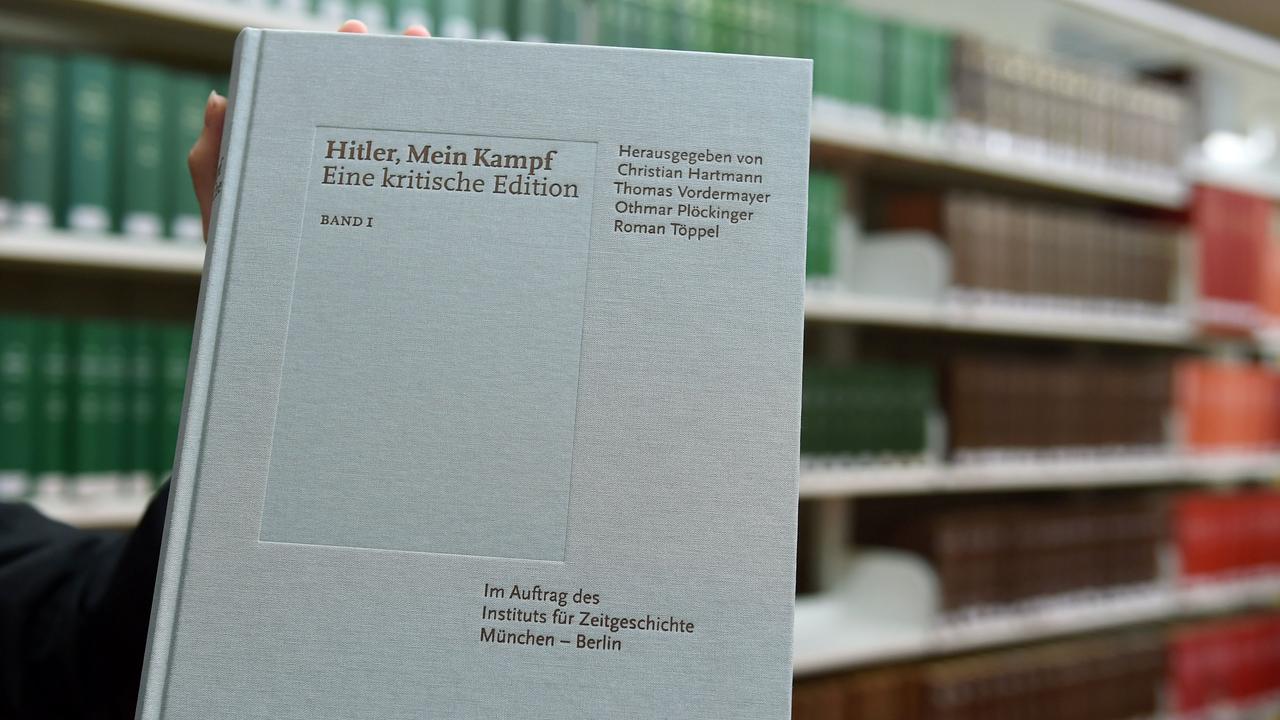 Hitler, Mein Kampf
Eine kritische Edition
BAND I
Herausgegeben von
Christian Hartmann
Thomas Vordermayer
Othmar Plöckinger
Roman Töppel
Im Auftrag des
Instituts für Zeitgeschichte
München – Berlin